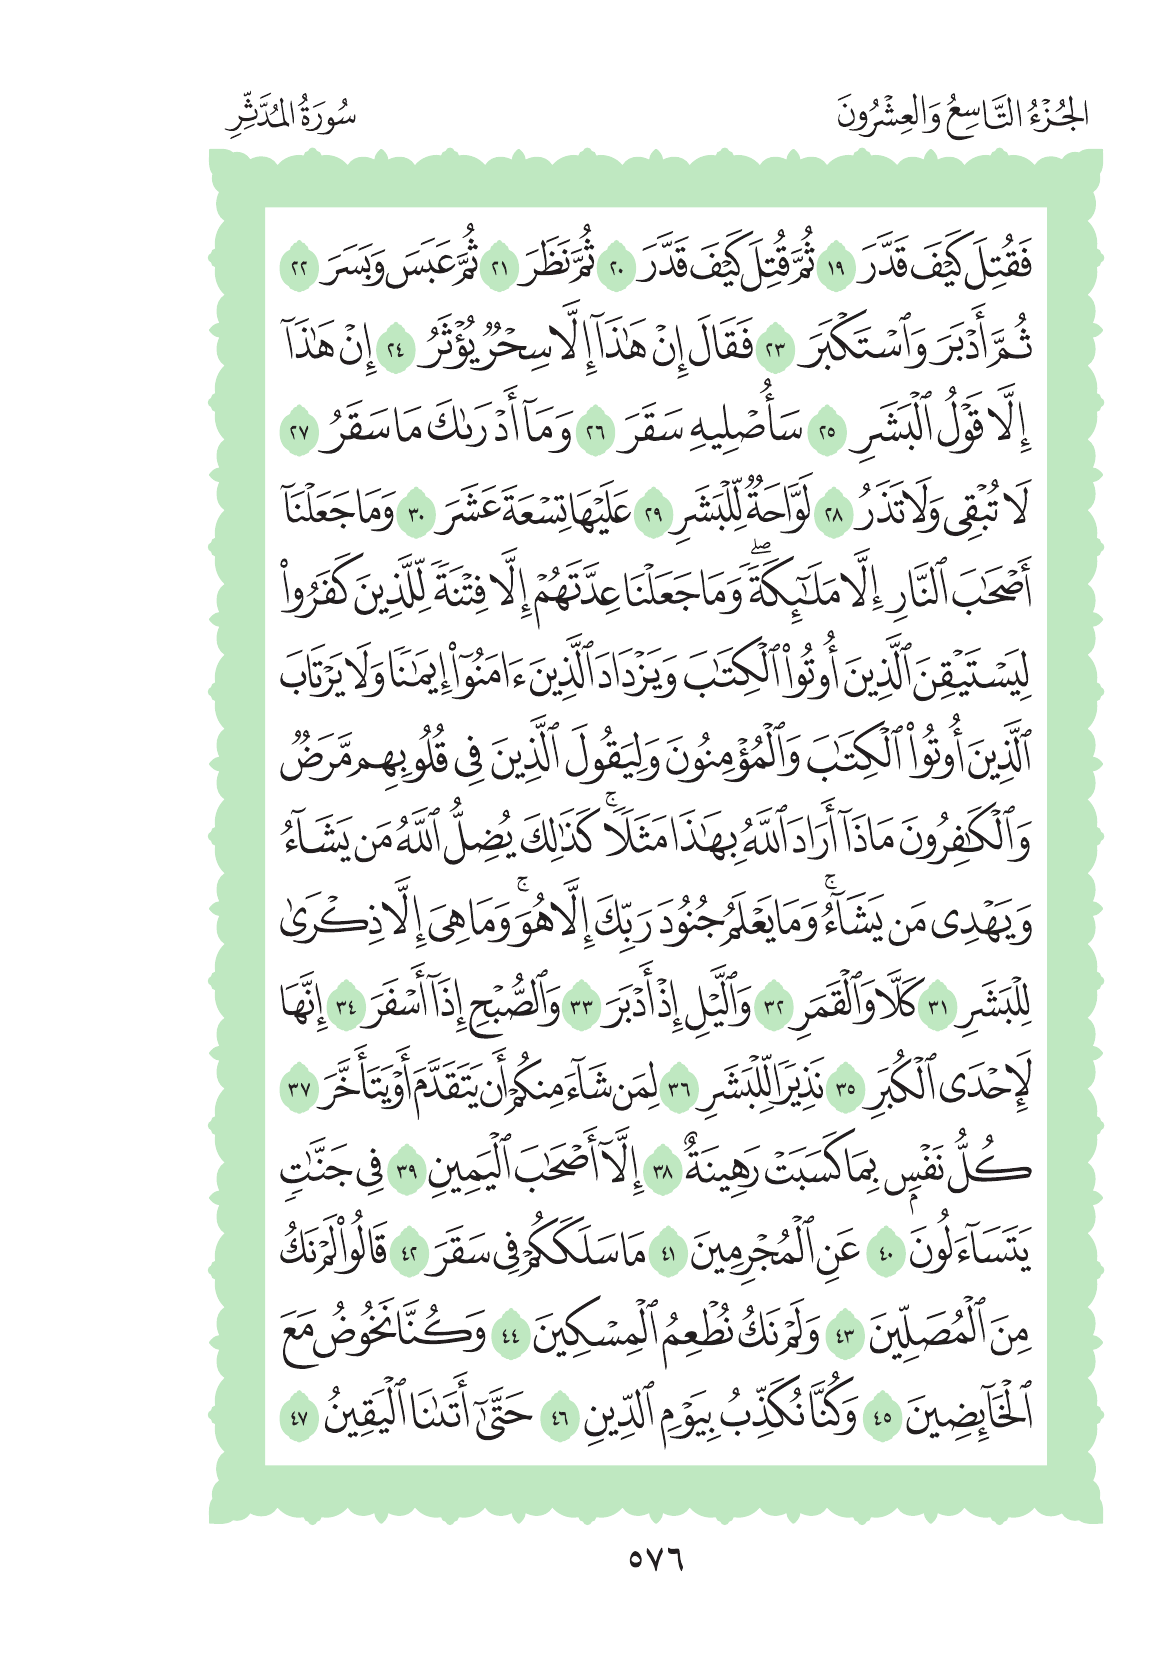 الجُزْءُ التَّاسِعُ وَالعِشْرُونَ
سُورَةُ المُدَّثِّرِ
فَقُتِلَ كَيْفَ قَدَّرَ ١٩ ثُمَّ قُتِلَ كَيْفَ قَدَّرَ ٢٠ ثُمَّ نَظَرَ ٢١ ثُمَّ عَبَسَ وَبَسَرَ ٢٢
ثُمَّ أَدْبَرَ وَٱسْتَكْبَرَ ٢٣ فَقَالَ إِنْ هَٰذَآ إِلَّا سِحْرٌ يُؤْثَرُ ٢٤ إِنْ هَٰذَآ
إِلَّا قَوْلُ ٱلْبَشَرِ ٢٥ سَأُصْلِيهِ سَقَرَ ٢٦ وَمَآ أَدْرَىٰكَ مَا سَقَرُ ٢٧
لَا تُبْقِى وَلَا تَذَرُ ٢٨ لَوَّاحَةٌ لِّلْبَشَرِ ٢٩ عَلَيْهَا تِسْعَةَ عَشَرَ ٣٠ وَمَا جَعَلْنَآ
أَصْحَٰبَ ٱلنَّارِ إِلَّا مَلَٰٓئِكَةًۖ وَمَا جَعَلْنَا عِدَّتَهُمْ إِلَّا فِتْنَةً لِّلَّذِينَ كَفَرُوا۟
لِيَسْتَيْقِنَ ٱلَّذِينَ أُوتُوا۟ ٱلْكِتَٰبَ وَيَزْدَادَ ٱلَّذِينَ ءَامَنُوٓا۟ إِيمَٰنًا وَلَا يَرْتَابَ
ٱلَّذِينَ أُوتُوا۟ ٱلْكِتَٰبَ وَٱلْمُؤْمِنُونَ وَلِيَقُولَ ٱلَّذِينَ فِى قُلُوبِهِم مَّرَضٌ
وَٱلْكَٰفِرُونَ مَاذَآ أَرَادَ ٱللَّهُ بِهَٰذَا مَثَلًاۚ كَذَٰلِكَ يُضِلُّ ٱللَّهُ مَن يَشَآءُ
وَيَهْدِى مَن يَشَآءُۚ وَمَا يَعْلَمُ جُنُودَ رَبِّكَ إِلَّا هُوَۚ وَمَا هِىَ إِلَّا ذِكْرَىٰ
لِلْبَشَرِ ٣١ كَلَّا وَٱلْقَمَرِ ٣٢ وَٱلَّيْلِ إِذْ أَدْبَرَ ٣٣ وَٱلصُّبْحِ إِذَآ أَسْفَرَ ٣٤ إِنَّهَا
لَإِحْدَى ٱلْكُبَرِ ٣٥ نَذِيرًا لِّلْبَشَرِ ٣٦ لِمَن شَآءَ مِنكُمْ أَن يَتَقَدَّمَ أَوْ يَتَأَخَّرَ ٣٧
كُلُّ نَفْسٍۭ بِمَا كَسَبَتْ رَهِينَةٌ ٣٨ إِلَّآ أَصْحَٰبَ ٱلْيَمِينِ ٣٩ فِى جَنَّٰتٍ
يَتَسَآءَلُونَ ٤٠ عَنِ ٱلْمُجْرِمِينَ ٤١ مَا سَلَكَكُمْ فِى سَقَرَ ٤٢ قَالُوا۟ لَمْ نَكُ
مِنَ ٱلْمُصَلِّينَ ٤٣ وَلَمْ نَكُ نُطْعِمُ ٱلْمِسْكِينَ ٤٤ وَكُنَّا نَخُوضُ مَعَ
ٱلْخَآئِضِينَ ٤٥ وَكُنَّا نُكَذِّبُ بِيَوْمِ ٱلدِّينِ ٤٦ حَتَّىٰٓ أَتَىٰنَا ٱلْيَقِينُ ٤٧
٥٧٦